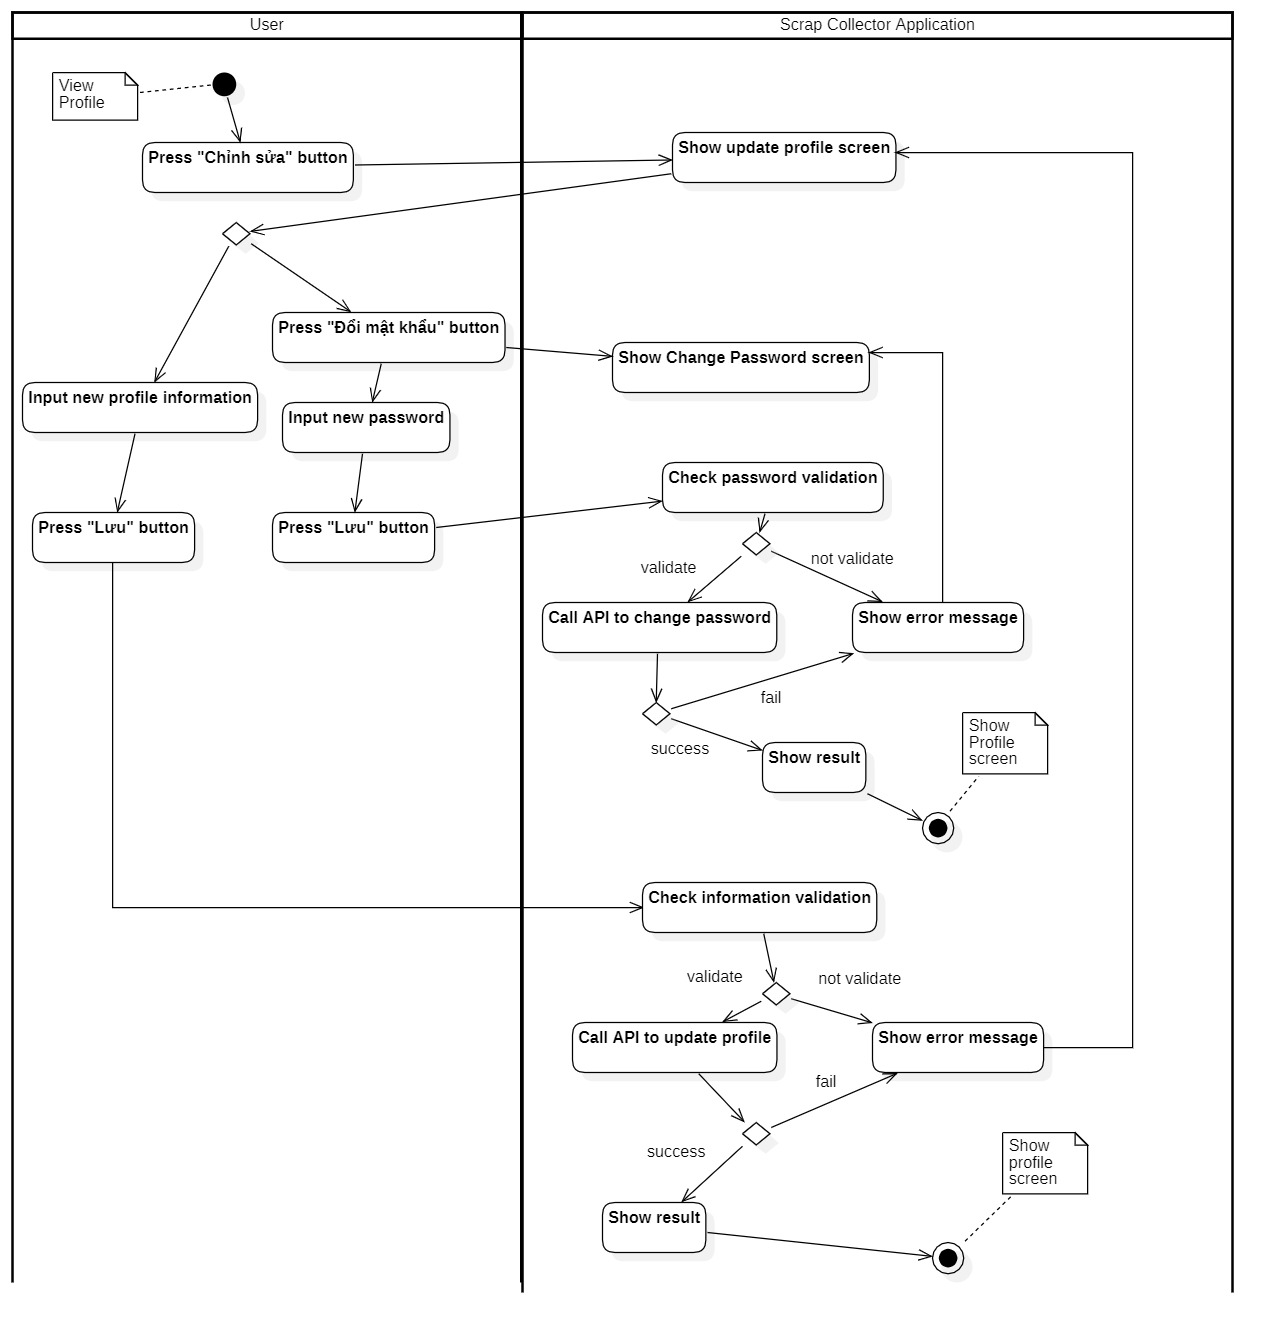 User
Scrap Collector Application
View
Profile
Press "Chỉnh sửa" button
Show update profile screen
Press "Đổi mật khẩu" button
Show Change Password screen
Input new profile information
Input new password
Check password validation
Press "Lưu" button
Press "Lưu" button
validate
not validate
Call API to change password
Show error message
fail
success
Show result
Show
Profile
screen
Check information validation
validate
not validate
Call API to update profile
Show error message
fail
success
Show
profile
screen
Show result